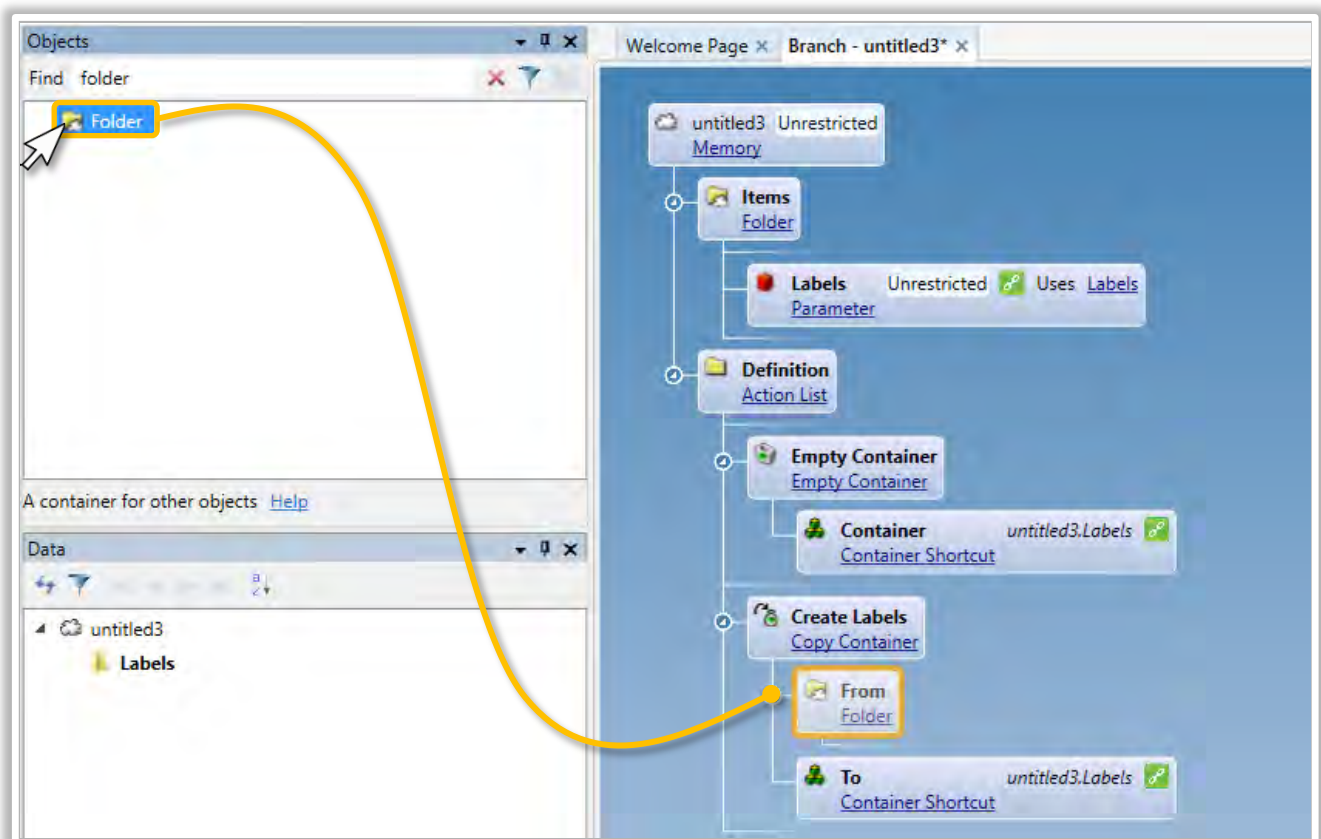 Objects
Find folder
Folder
A container for other objects Help
Data
untitled3
Labels
Welcome Page × Branch - untitled3* ×
untitled3 Unrestricted
Memory
Items
Folder
Labels Unrestricted Uses Labels
Parameter
Definition
Action List
Empty Container
Empty Container
Container untitled3.Labels
Container Shortcut
Create Labels
Copy Container
From
Folder
To untitled3.Labels
Container Shortcut